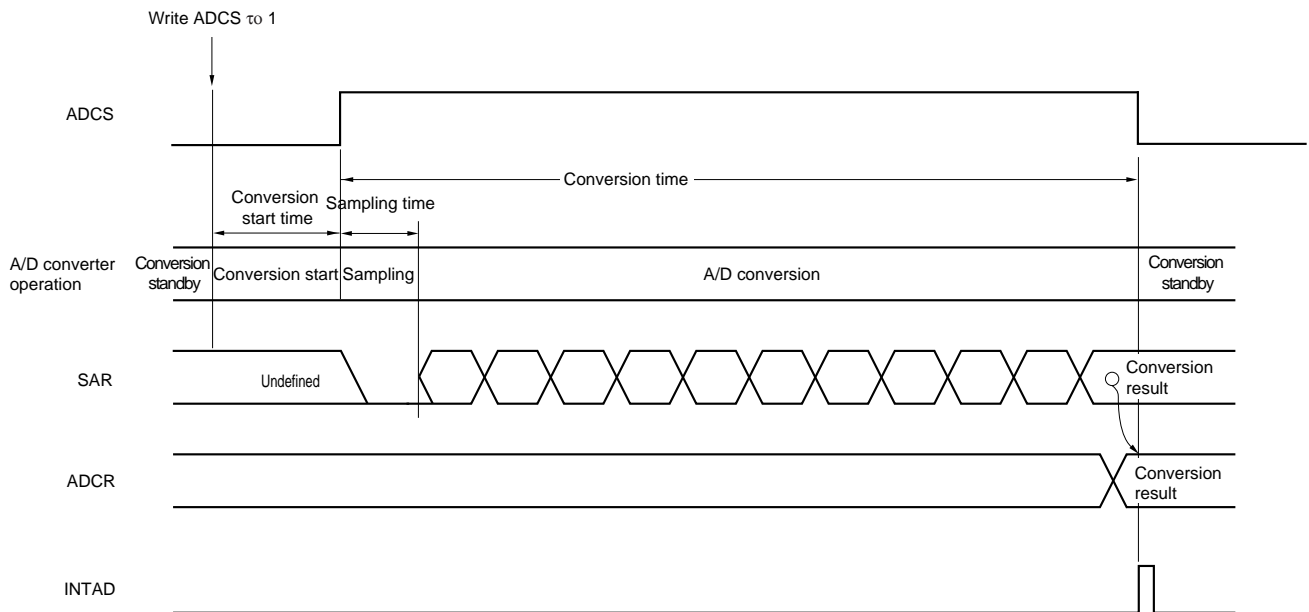 Write ADCS το 1
ADCS
Conversion time
Conversion
start time
Sampling time
A/D converter
operation
Conversion
standby
Conversion start
Sampling
A/D conversion
Conversion
standby
SAR
Undefined
Conversion
result
ADCR
Conversion
result
INTAD